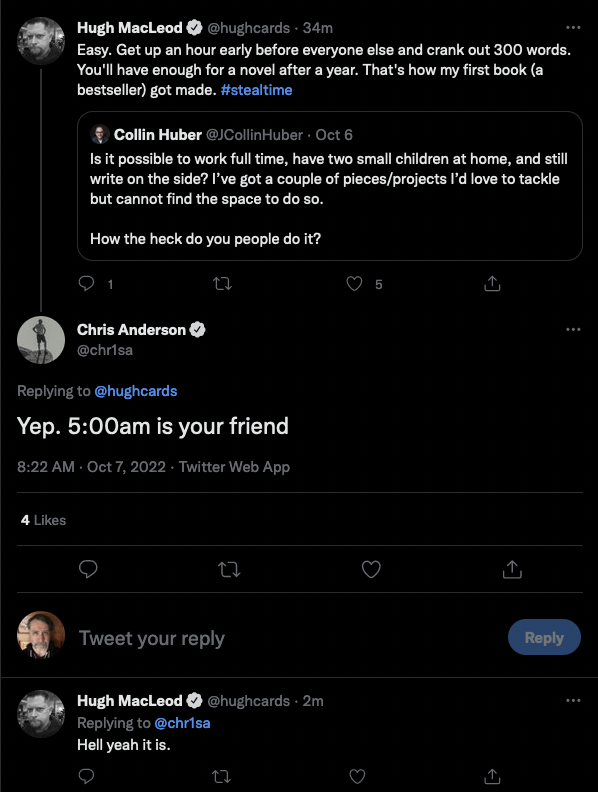 Hugh MacLeod @hughcards · 34m
Easy. Get up an hour early before everyone else and crank out 300 words.
You'll have enough for a novel after a year. That's how my first book (a
bestseller) got made. #stealtime
Collin Huber @JCollinHuber · Oct 6
Is it possible to work full time, have two small children at home, and still
write on the side? I've got a couple of pieces/projects I'd love to tackle
but cannot find the space to do so.
How the heck do you people do it?
1 5
Chris Anderson
@chr1sa
Replying to @hughcards
Yep. 5:00am is your friend
8:22 AM · Oct 7, 2022 · Twitter Web App
4 Likes
Tweet your reply
Reply
Hugh MacLeod @hughcards · 2m
Replying to @chr1sa
Hell yeah it is.